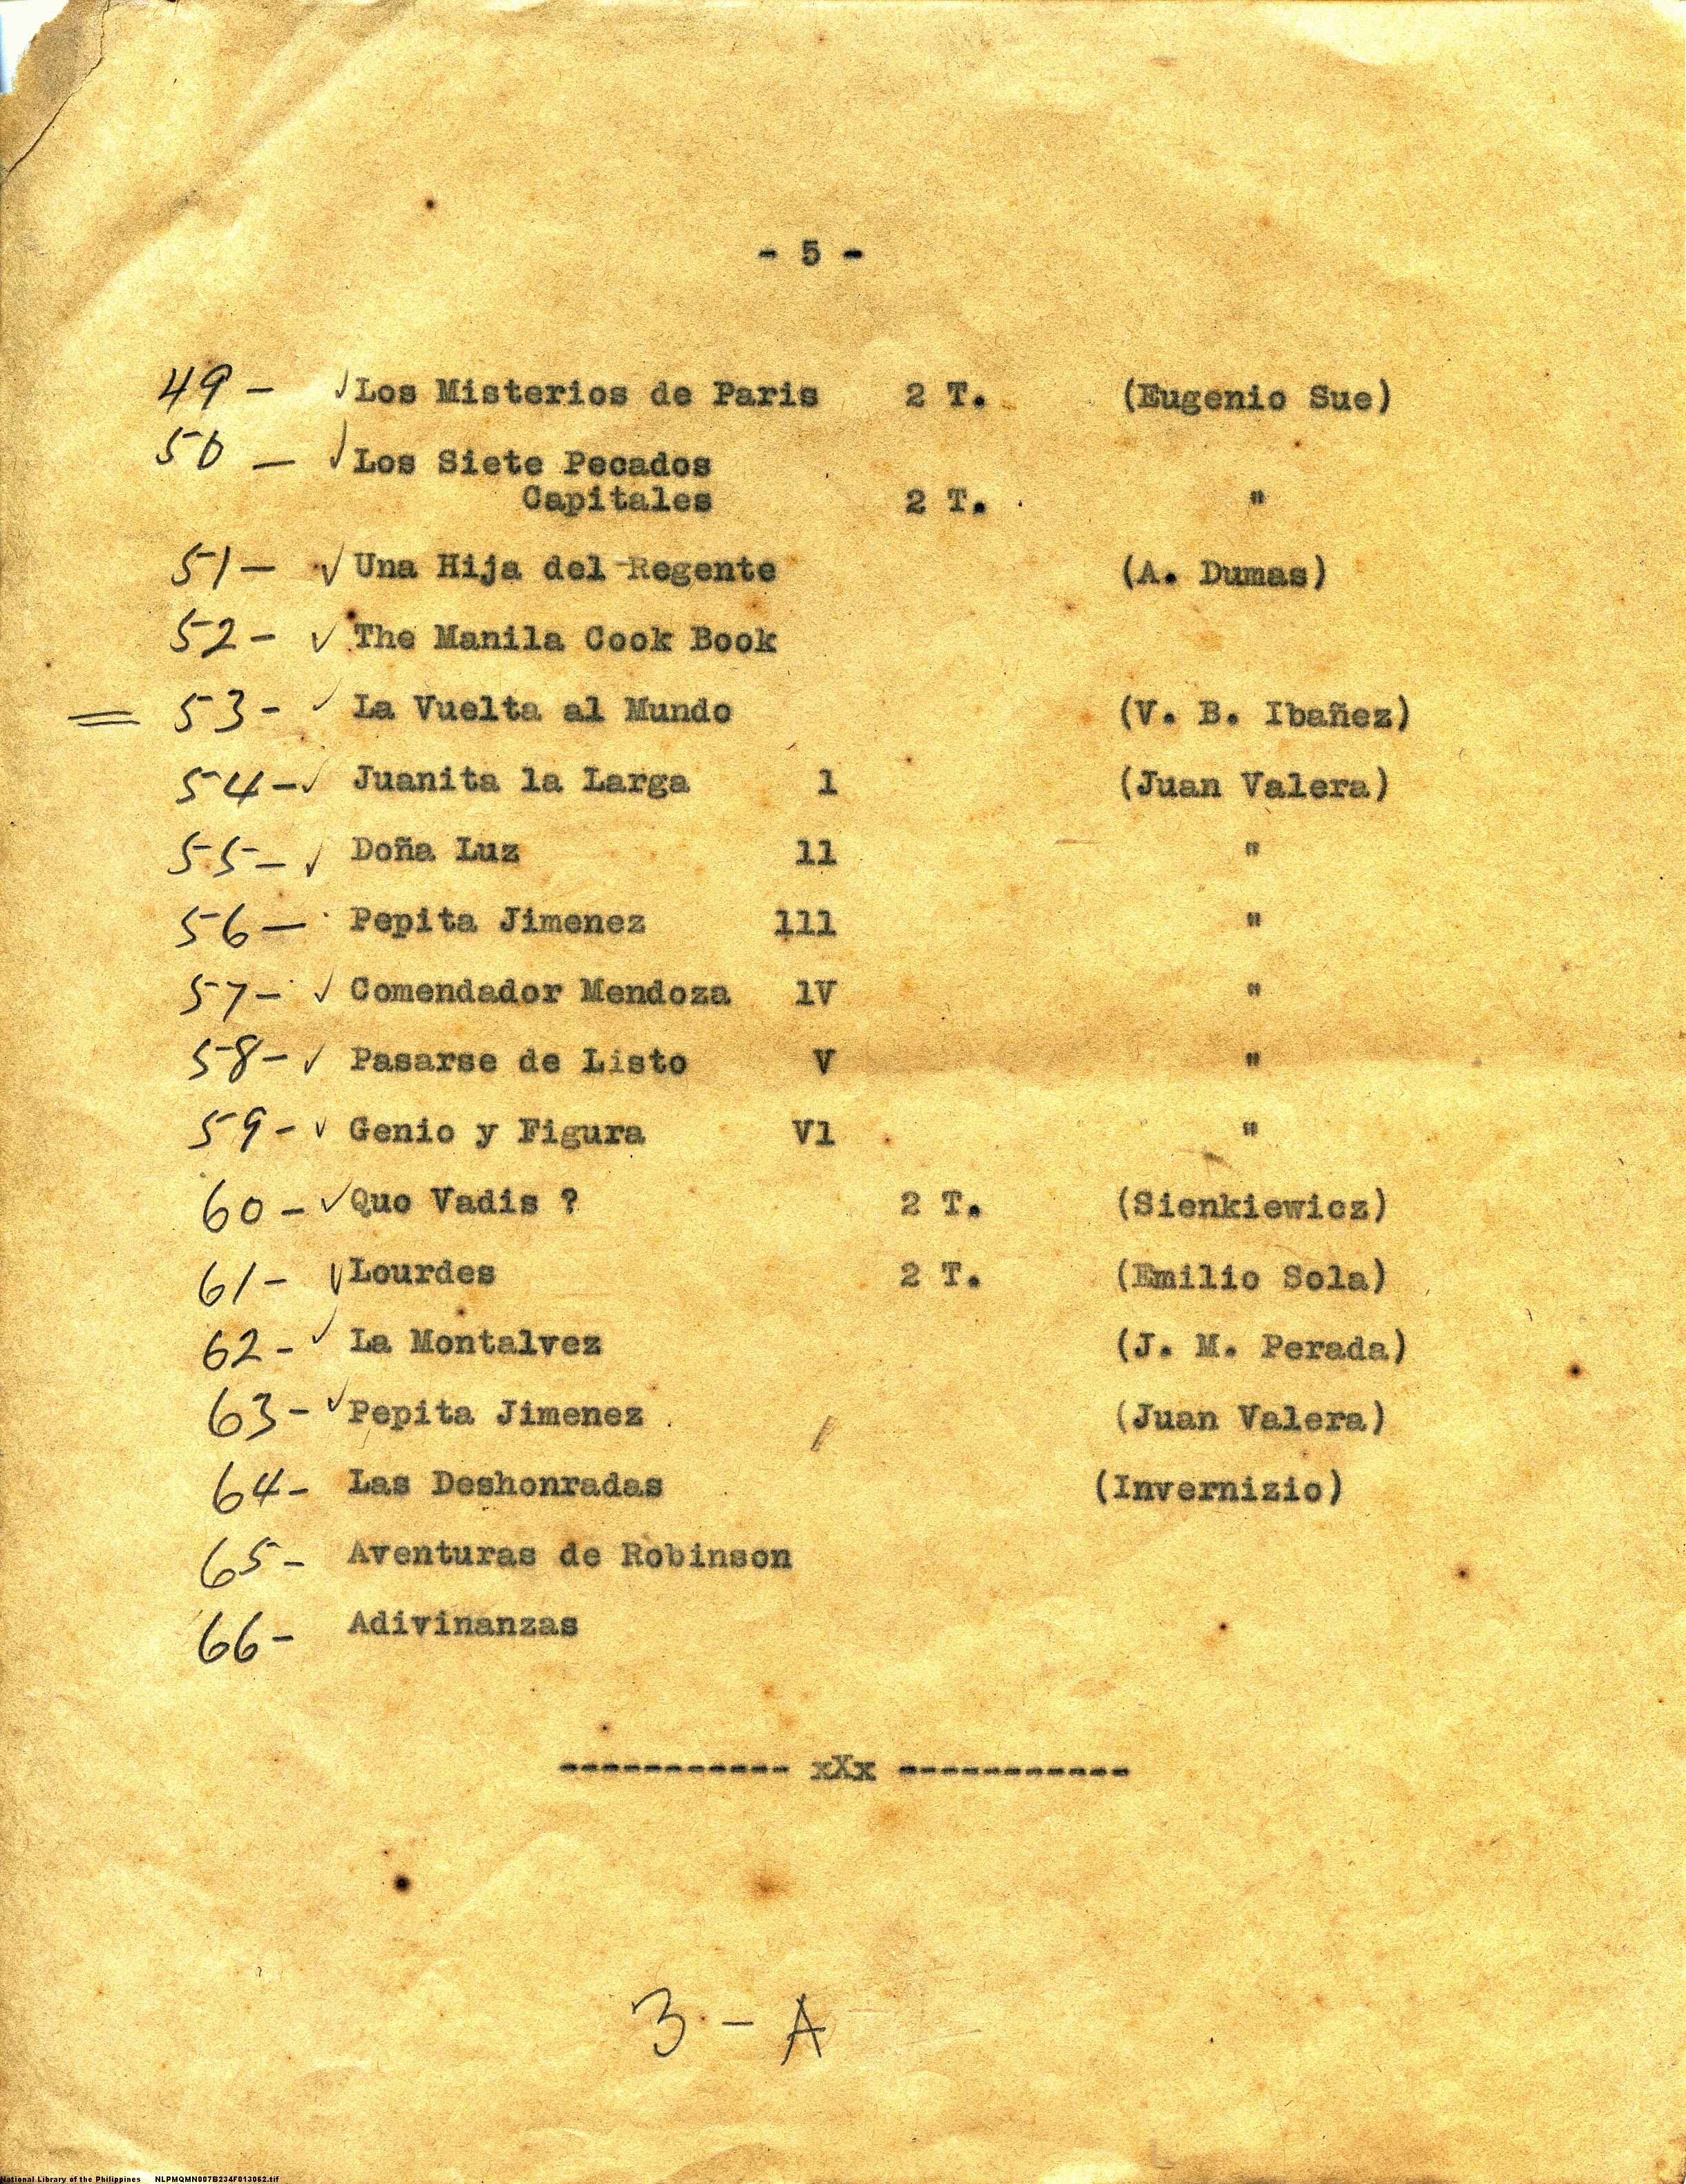 - 5 -
49 - ✓ Los Misterios de Paris 2 T. (Eugenio Sue)
50 - ✓ Los Siete Pecados
Capitales 2 T. "
51 - ✓ Una Hija del Regente (A. Dumas)
52 - ✓ The Manila Cook Book
= 53 - ✓ La Vuelta al Mundo (V. B. Ibañez)
54 - ✓ Juanita la Larga 1 (Juan Valera)
55 - ✓ Doña Luz 11 "
56 - Pepita Jimenez 111 "
57 - ✓ Comendador Mendoza 1V "
58 - ✓ Pasarse de Listo V "
59 - ✓ Genio y Figura V1 "
60 - ✓ Quo Vadis ? 2 T. (Sienkiewicz)
61 - ✓ Lourdes 2 T. (Emilio Sola)
62 - ✓ La Montalvez (J. M. Perada)
63 - ✓ Pepita Jimenez (Juan Valera)
64 - Las Deshonradas (Invernizio)
65 - Aventuras de Robinson
66 - Adivinanzas
----------- xXx -----------
3 - A
National Library of the Philippines NLPMQMN007B234F013062.tif